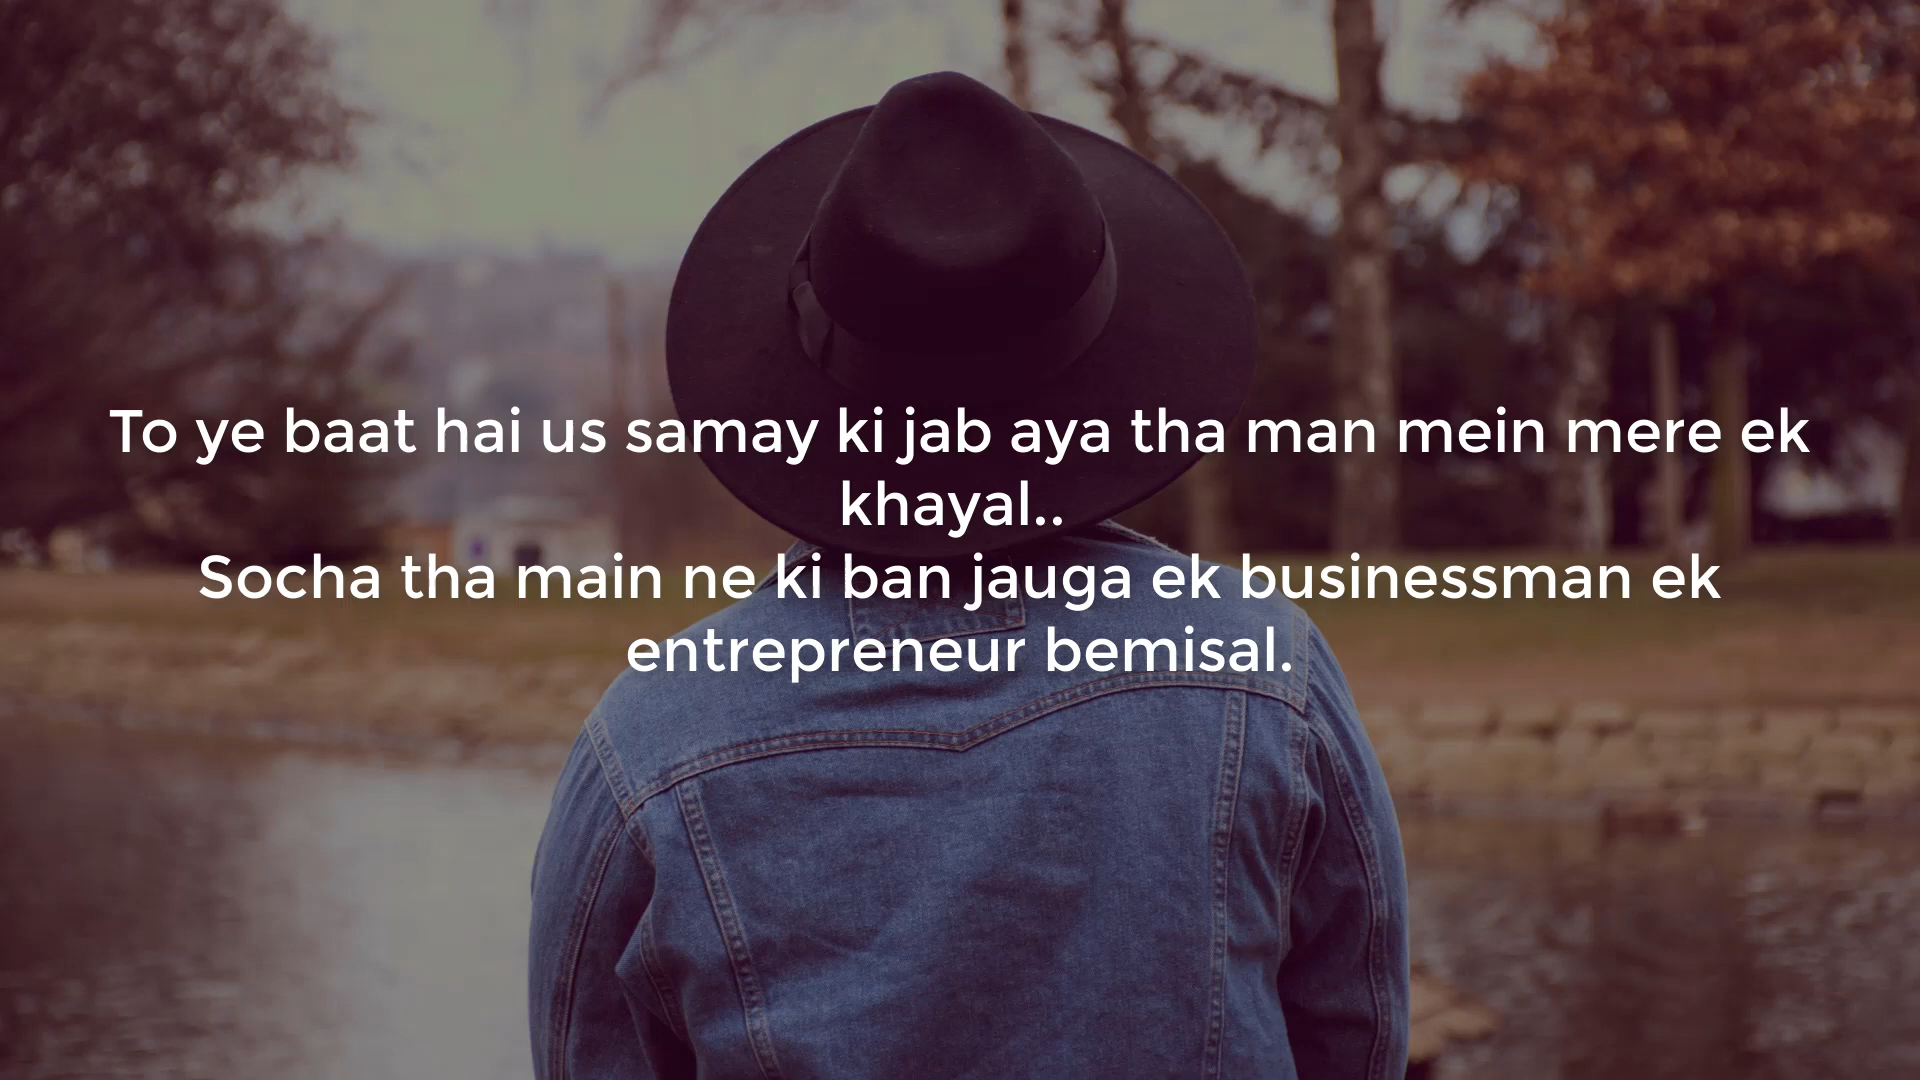 To ye baat hai us samay ki jab aya tha man mein mere ek
khayal..
Socha tha main ne ki ban jauga ek businessman ek
entrepreneur bemisal.